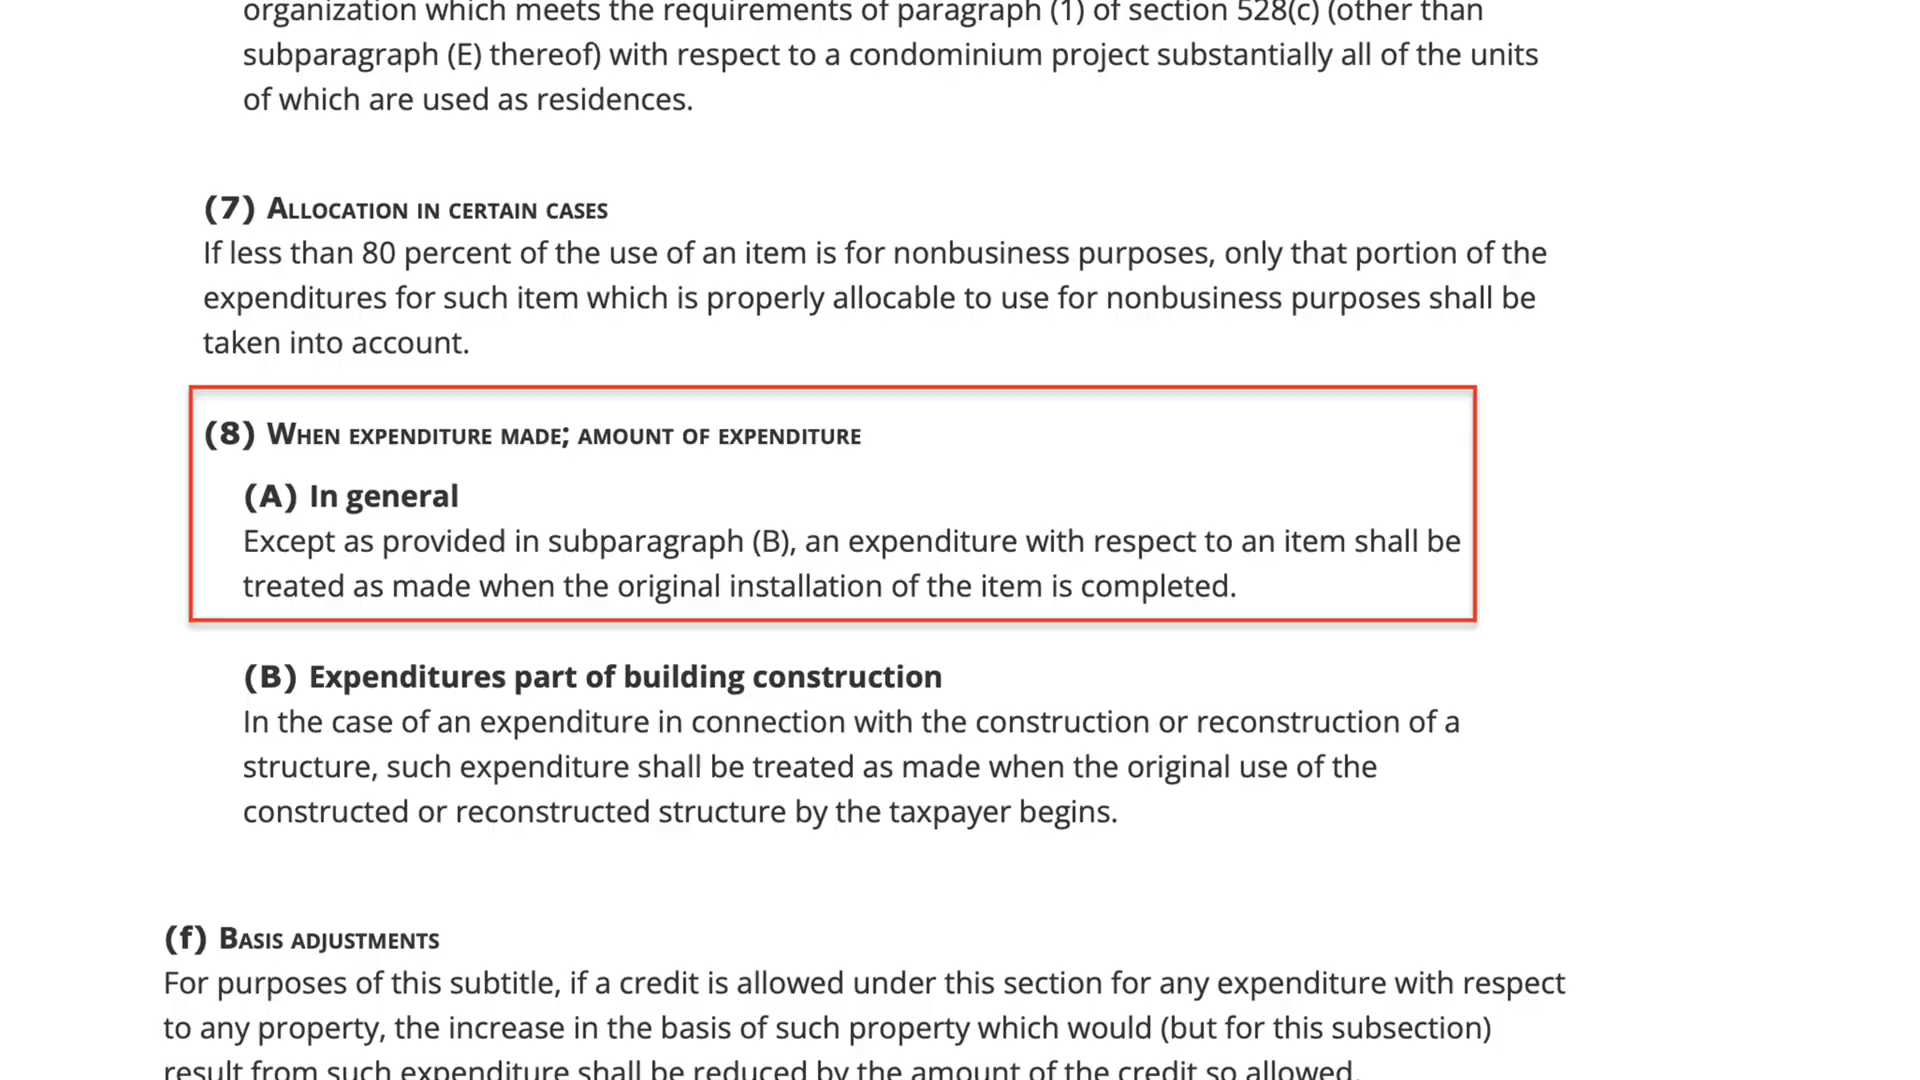 organization which meets the requirements of paragraph (1) of section 528(c) (other than
subparagraph (E) thereof) with respect to a condominium project substantially all of the units
of which are used as residences.
(7) Allocation in certain cases
If less than 80 percent of the use of an item is for nonbusiness purposes, only that portion of the
expenditures for such item which is properly allocable to use for nonbusiness purposes shall be
taken into account.
(8) When expenditure made; amount of expenditure
(A) In general
Except as provided in subparagraph (B), an expenditure with respect to an item shall be
treated as made when the original installation of the item is completed.
(B) Expenditures part of building construction
In the case of an expenditure in connection with the construction or reconstruction of a
structure, such expenditure shall be treated as made when the original use of the
constructed or reconstructed structure by the taxpayer begins.
(f) Basis adjustments
For purposes of this subtitle, if a credit is allowed under this section for any expenditure with respect
to any property, the increase in the basis of such property which would (but for this subsection)
result from such expenditure shall be reduced by the amount of the credit so allowed.